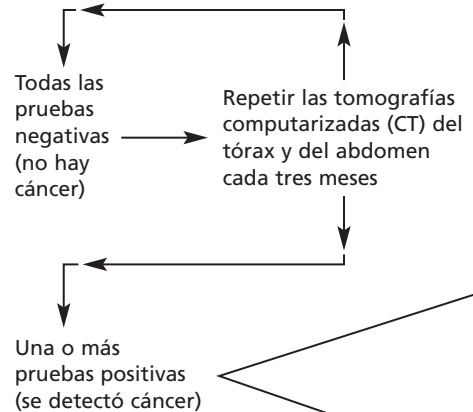 Todas las
pruebas
negativas
(no hay
cáncer)
Repetir las tomografías
computarizadas (CT) del
tórax y del abdomen
cada tres meses
Una o más
pruebas positivas
(se detectó cáncer)